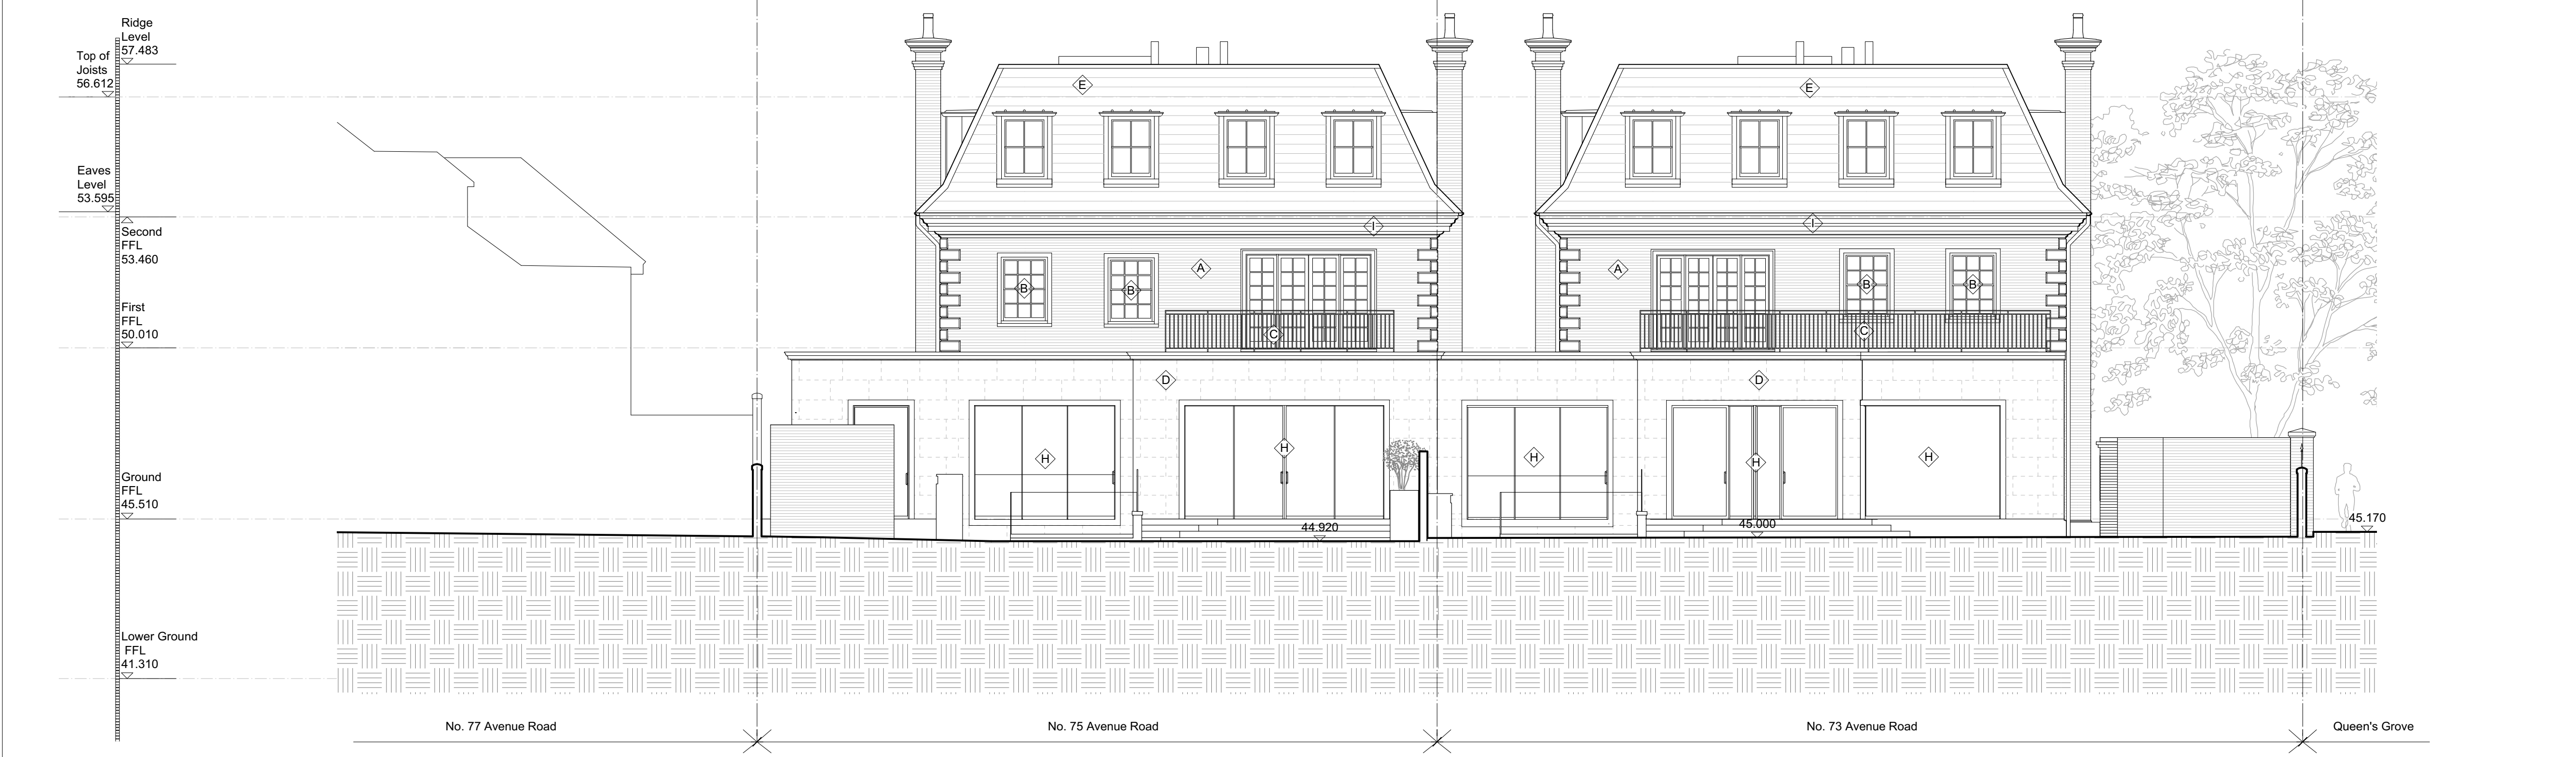 Ridge
Level
57.483
Top of
Joists
56.612
Eaves
Level
53.595
Second
FFL
53.460
First
FFL
50.010
Ground
FFL
45.510
Lower Ground
FFL
41.310
E
E
I
I
A
A
B
B
B
B
C
C
D
D
H
H
H
H
H
44.920
45.000
45.170
No. 77 Avenue Road
No. 75 Avenue Road
No. 73 Avenue Road
Queen's Grove